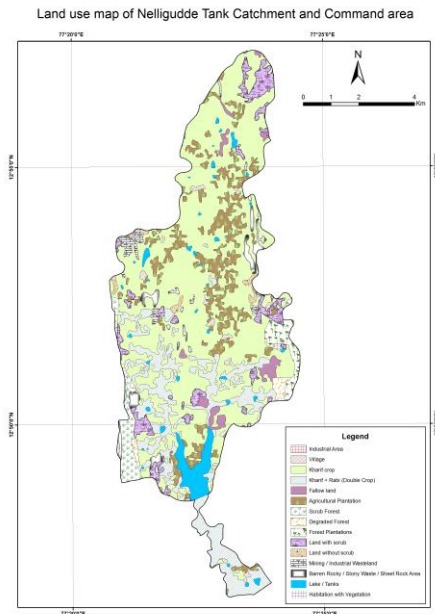 Land use map of Nelligudde Tank Catchment and Command area
77°20'0"E
77°25'0"E
N
0 1 2 4
Km
Legend
Industrial Area
Village
Kharif crop
Kharif + Rabi (Double Crop)
Fallow land
Agricultural Plantation
Scrub Forest
Degraded Forest
Forest Plantations
Land with scrub
Land without scrub
Mining / Industrial Wasteland
Barren Rocky / Stony Waste / Sheet Rock Area
Lake / Tanks
Habitation with Vegetation